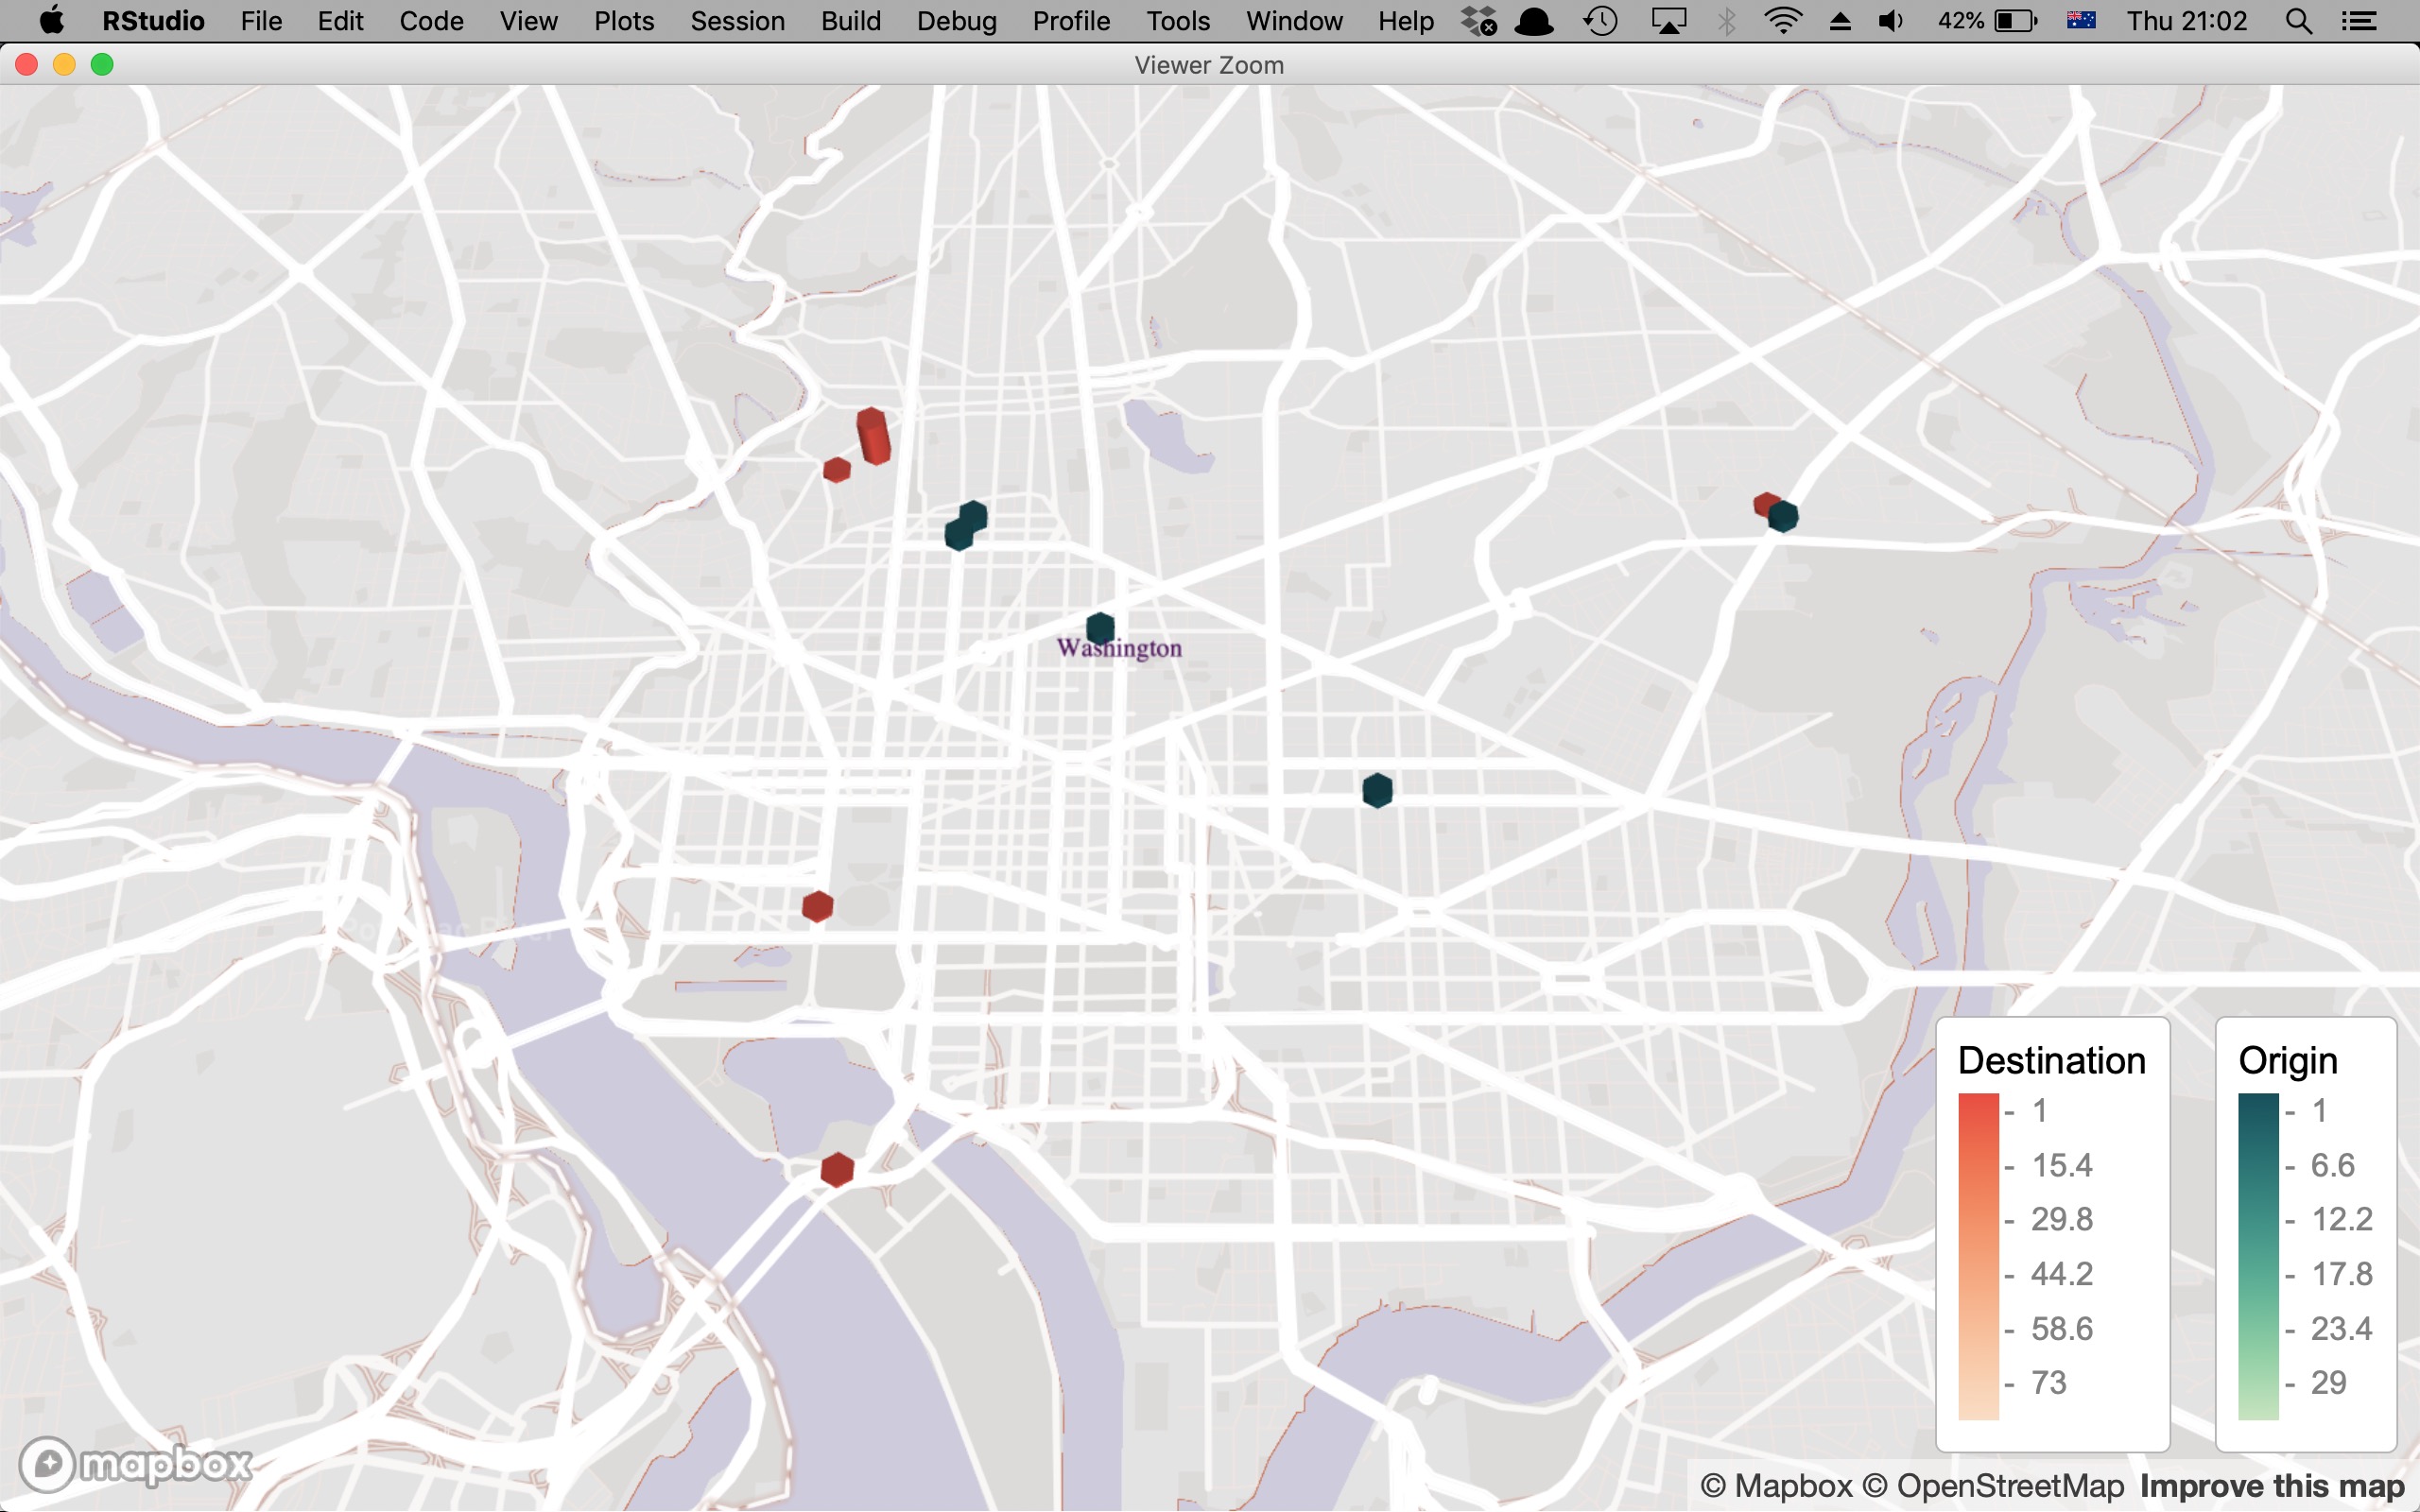 RStudio File Edit Code View Plots Session Build Debug Profile Tools Window Help 42% Thu 21:02
Viewer Zoom
Washington
Potomac River
Destination
- 1
- 15.4
- 29.8
- 44.2
- 58.6
- 73
Origin
- 1
- 6.6
- 12.2
- 17.8
- 23.4
- 29
mapbox
© Mapbox © OpenStreetMap Improve this map